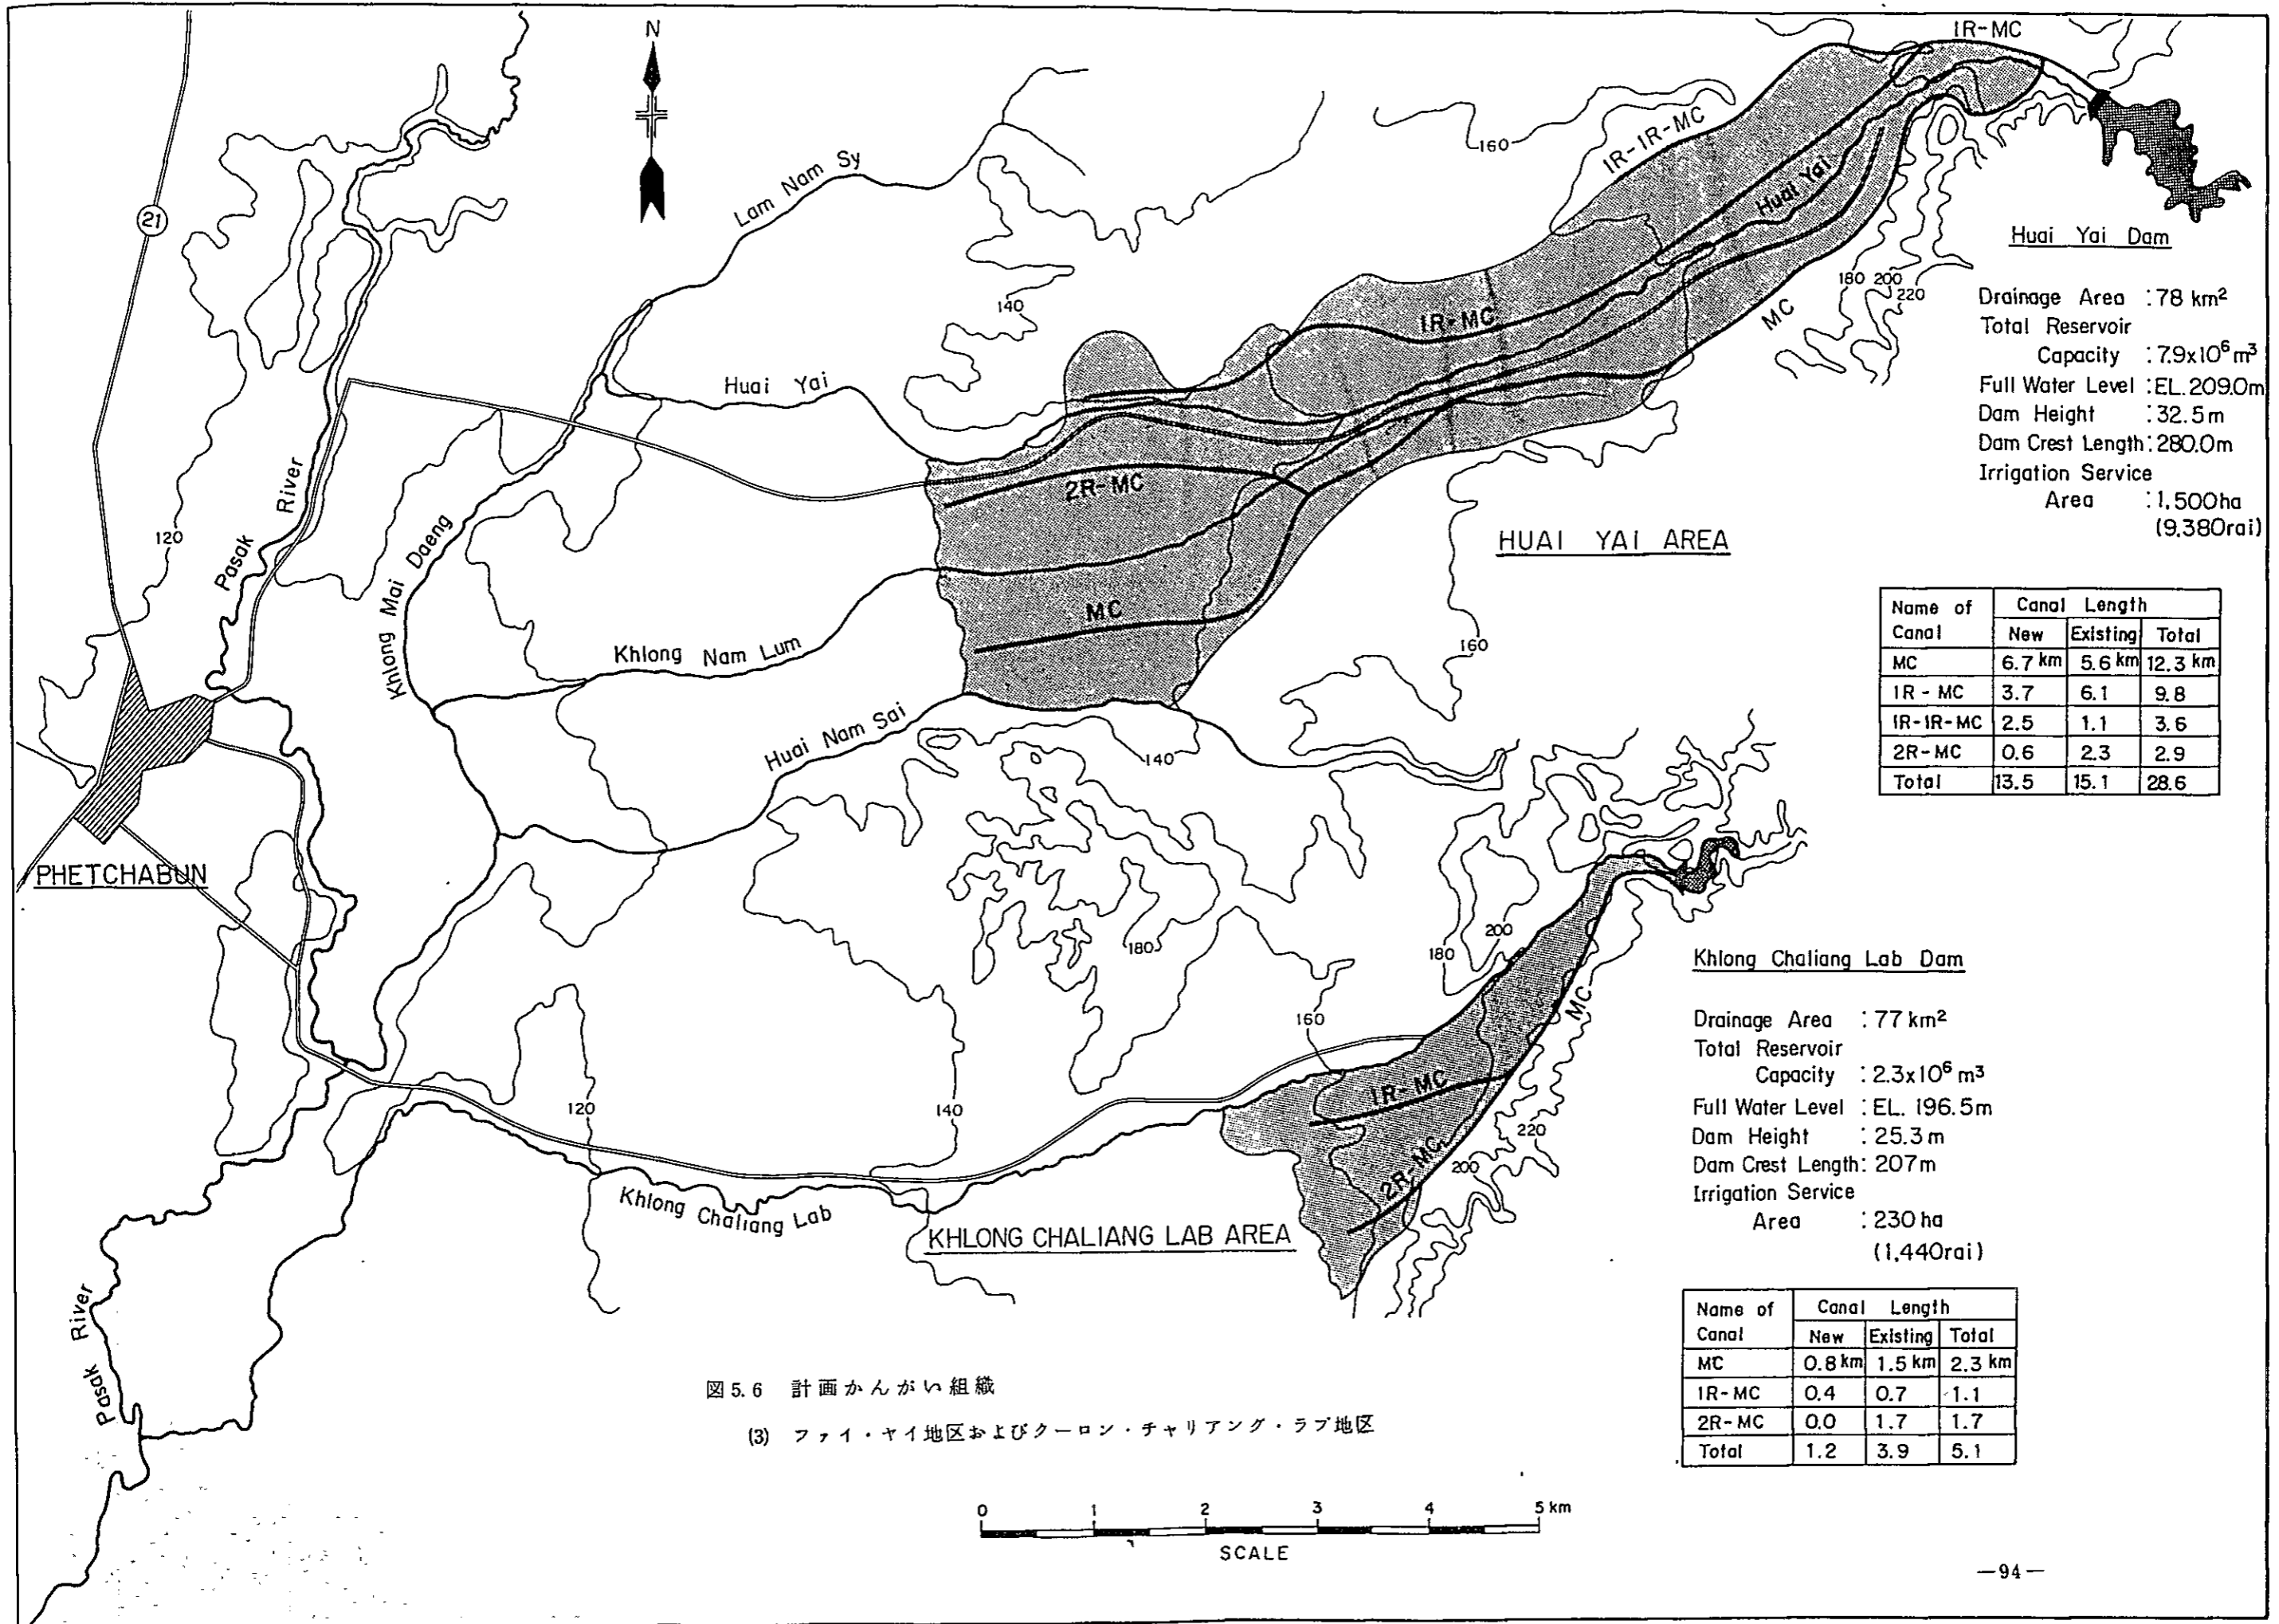 N
1R-MC
160
1R-1R-MC
Lam Nam Sy
Huai Yai
21
Huai Yai Dam
140
180 200
220
MC
1R-MC
Drainage Area : 78 km²
Total Reservoir
Capacity : 7.9x10⁶ m³
Full Water Level : EL. 209.0m
Dam Height : 32.5 m
Dam Crest Length : 280.0m
Irrigation Service
Area : 1,500ha
(9,380rai)
Huai Yai
Pasak River
120
2R-MC
Khlong Mai Daeng
HUAI YAI AREA
MC
Khlong Nam Lum
160
Name of Canal Canal Length
New Existing Total
MC 6.7 km 5.6 km 12.3 km
1R - MC 3.7 6.1 9.8
1R-1R-MC 2.5 1.1 3.6
2R-MC 0.6 2.3 2.9
Total 13.5 15.1 28.6
Huai Nam Sai
140
PHETCHABUN
180
180
200
160
MC
Khlong Chaliang Lab Dam
Drainage Area : 77 km²
Total Reservoir
Capacity : 2.3x10⁶ m³
Full Water Level : EL. 196.5m
Dam Height : 25.3 m
Dam Crest Length : 207m
Irrigation Service
Area : 230 ha
(1,440rai)
1R-MC
120
140
220
2R-MC
200
Khlong Chaliang Lab
KHLONG CHALIANG LAB AREA
Pasak River
Name of Canal Canal Length
New Existing Total
MC 0.8 km 1.5 km 2.3 km
1R-MC 0.4 0.7 1.1
2R-MC 0.0 1.7 1.7
Total 1.2 3.9 5.1
図5.6 計画かんがい組織
(3) ファイ・ヤイ地区およびクーロン・チャリアング・ラブ地区
0 1 2 3 4 5 km
SCALE
—94—